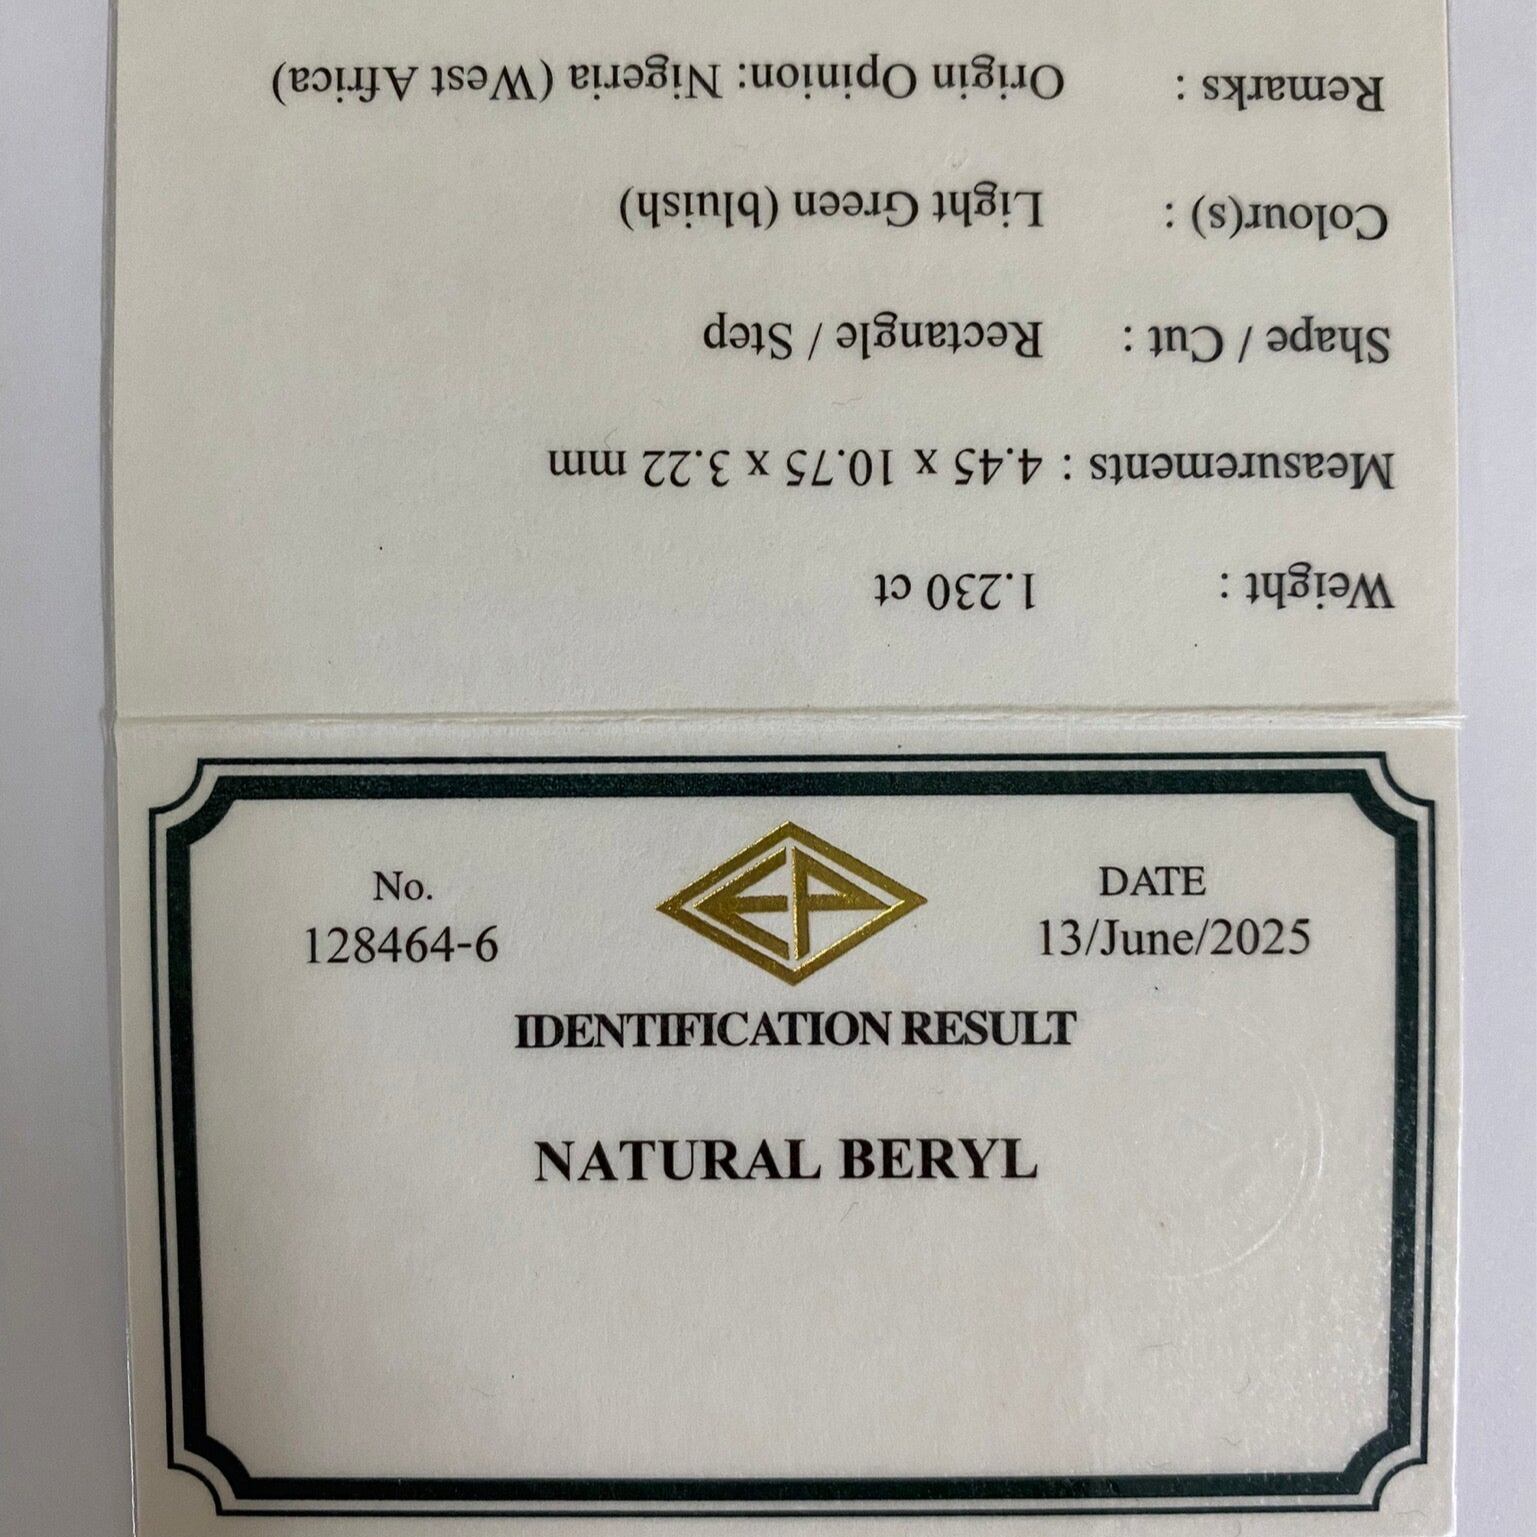 Weight : 1.230 ct
Measurements : 4.45 x 10.75 x 3.22 mm
Shape / Cut : Rectangle / Step
Colour(s) : Light Green (bluish)
Remarks : Origin Opinion: Nigeria (West Africa)
No.
128464-6
EP
DATE
13/June/2025
IDENTIFICATION RESULT
NATURAL BERYL